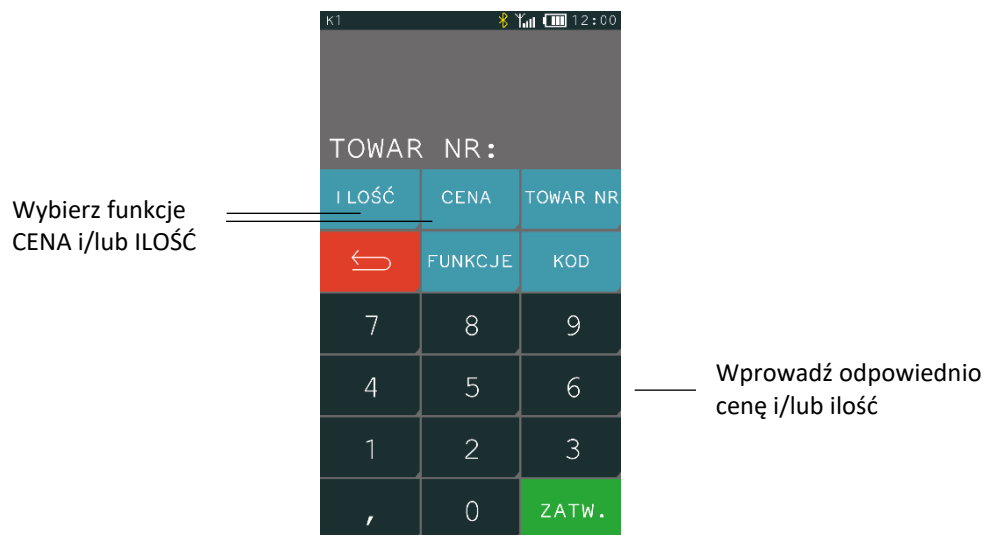 K1 12:00
TOWAR NR:
ILOŚĆ CENA TOWAR NR
Wybierz funkcje
CENA i/lub ILOŚĆ
FUNKCJE KOD
7 8 9
4 5 6
Wprowadź odpowiednio
cenę i/lub ilość
1 2 3
, 0 ZATW.